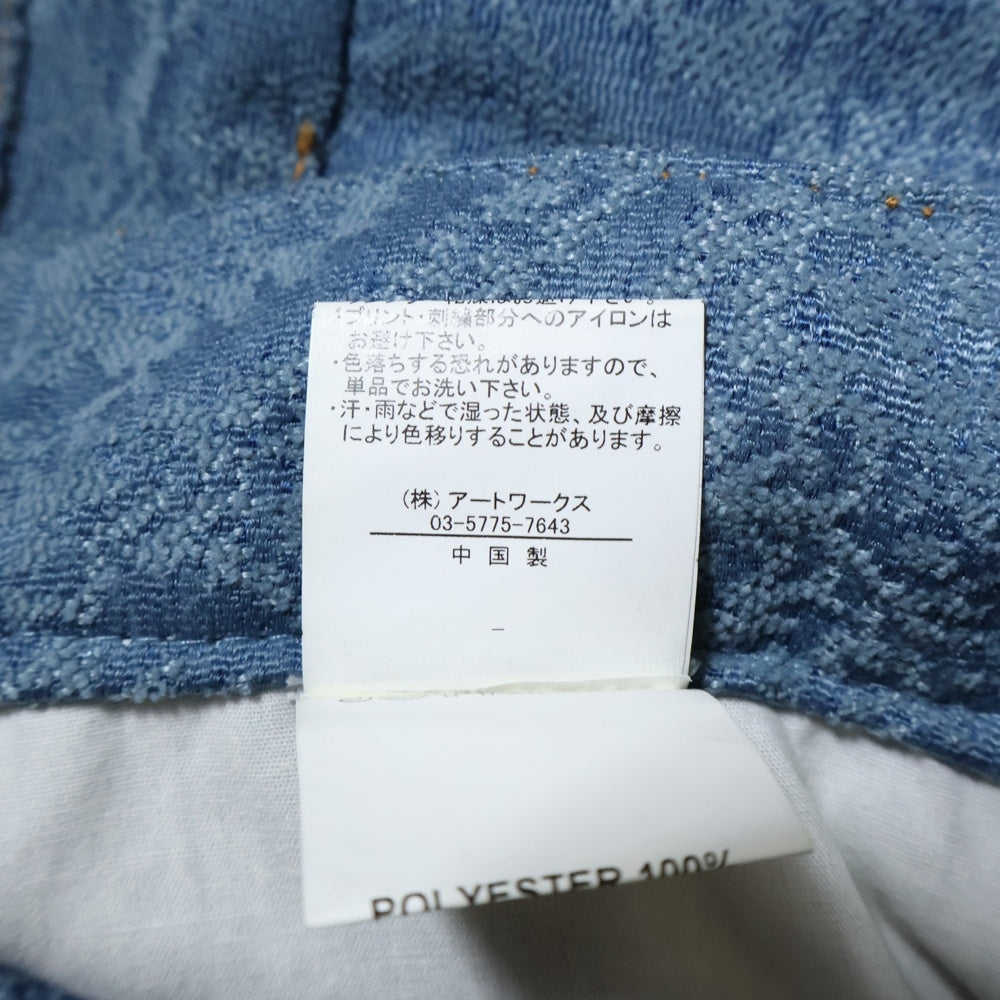 ・プリント・刺繍部分へのアイロンは
お避け下さい。
・色落ちする恐れがありますので、
単品でお洗い下さい。
・汗・雨などで湿った状態、及び摩擦
により色移りすることがあります。
(株)アートワークス
03-5775-7643
中国製
POLYESTER 100%